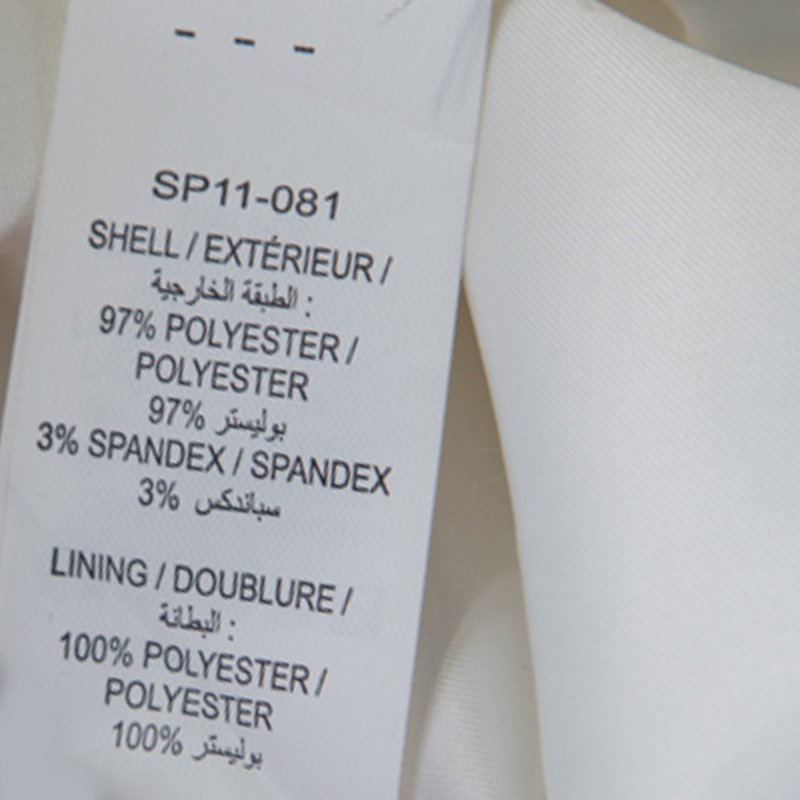 - - -
SP11-081
SHELL / EXTÉRIEUR /
الطبقة الخارجية :
97% POLYESTER /
POLYESTER
97% بوليستر
3% SPANDEX / SPANDEX
3% سباندكس
LINING / DOUBLURE /
البطانة :
100% POLYESTER /
POLYESTER
100% بوليستر